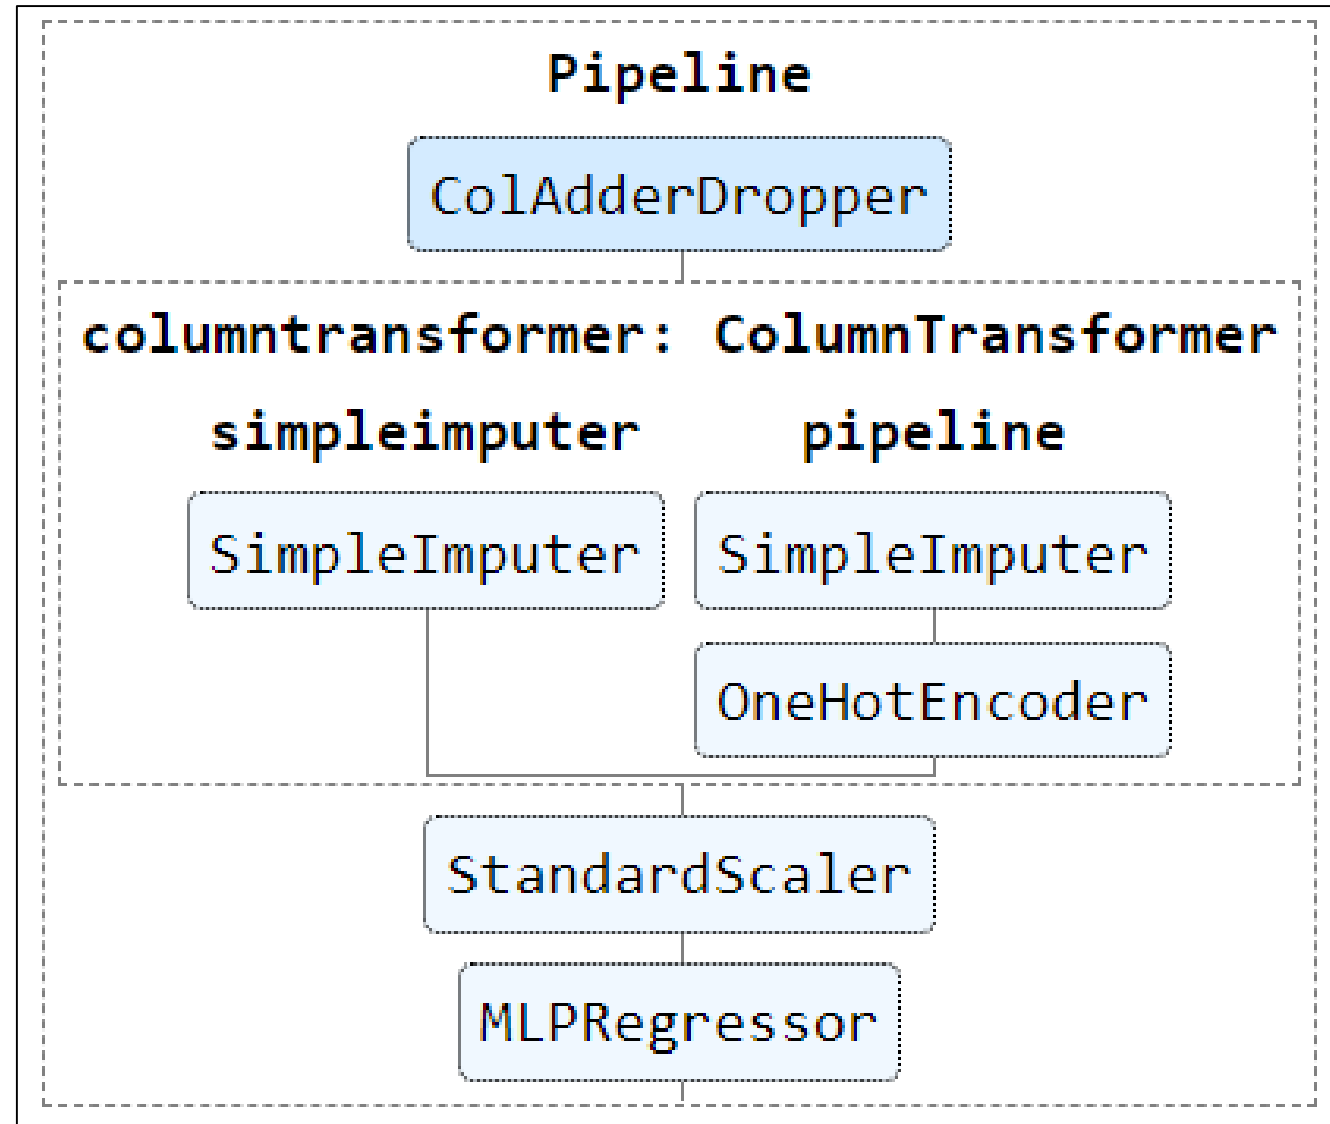 Pipeline
ColAdderDropper
columntransformer: ColumnTransformer
simpleimputer pipeline
SimpleImputer SimpleImputer
OneHotEncoder
StandardScaler
MLPRegressor